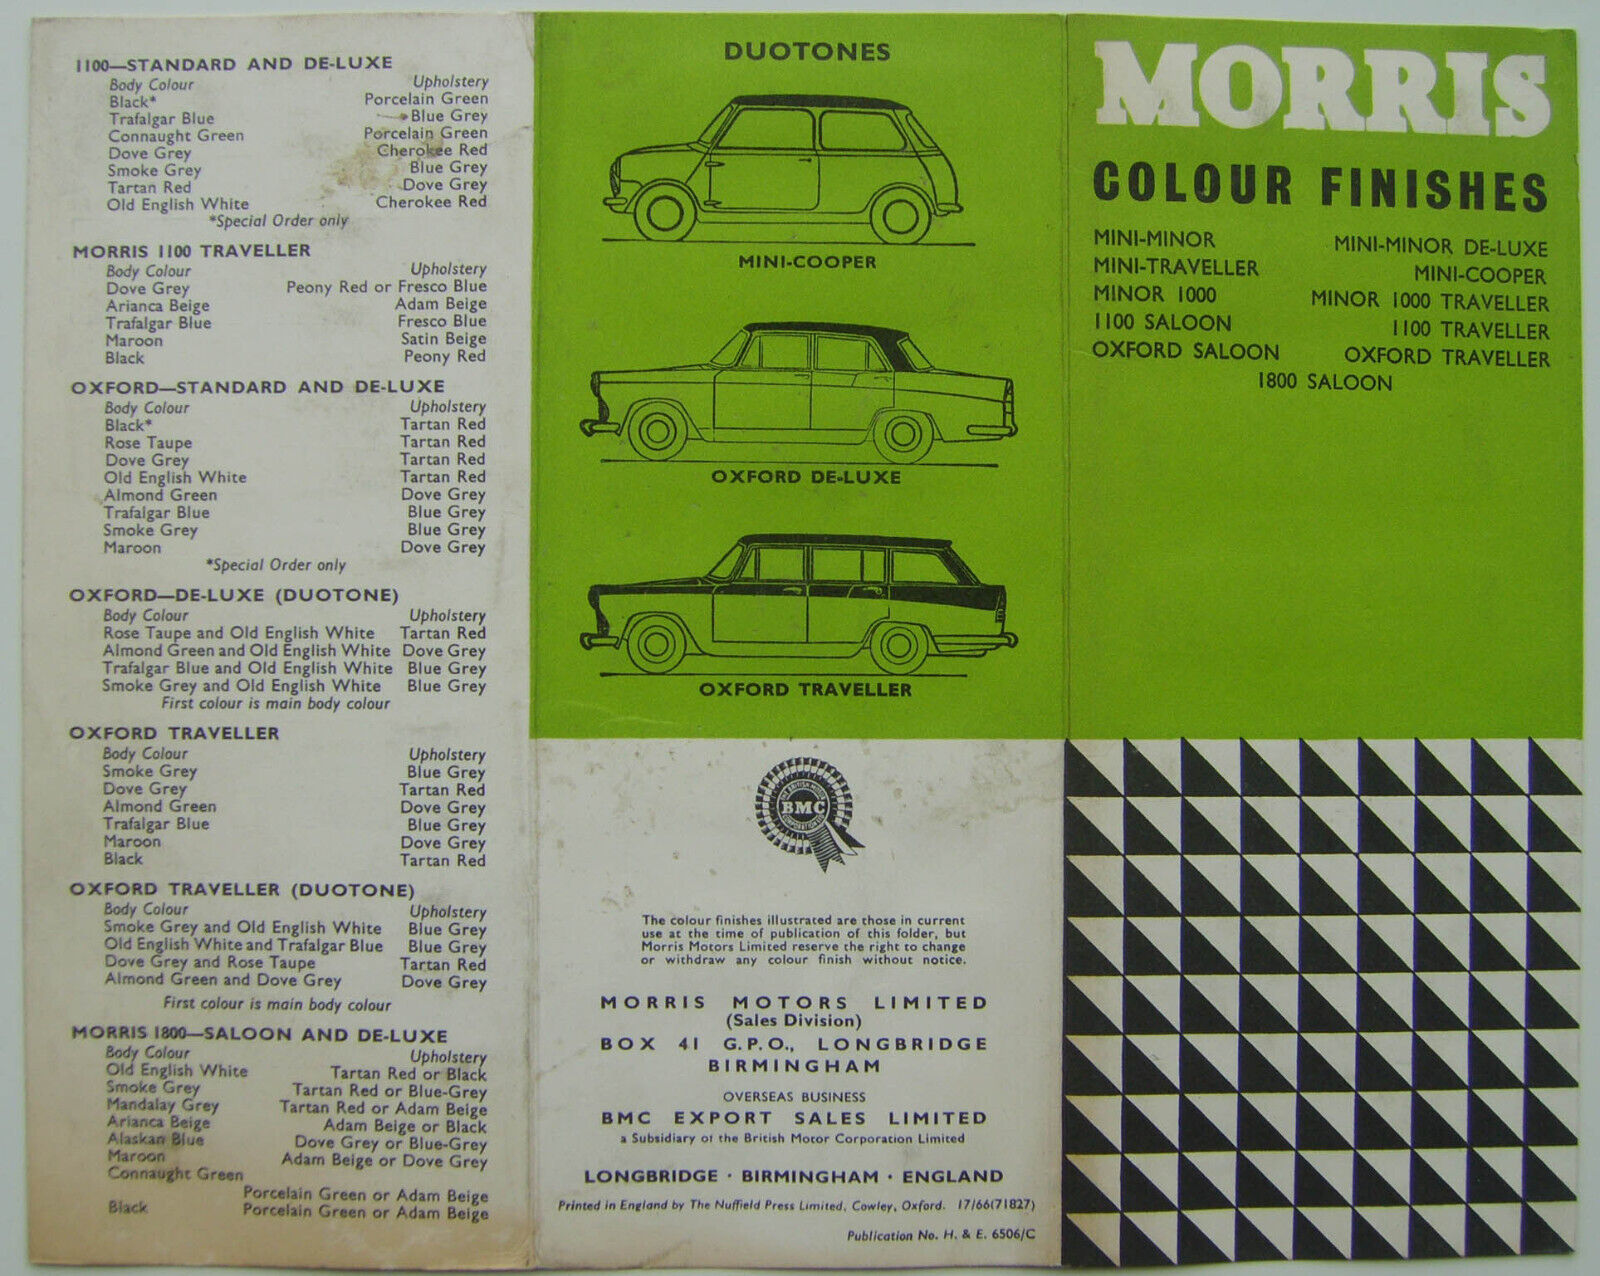 1100—STANDARD AND DE-LUXE
Body Colour Upholstery
Black* Porcelain Green
Trafalgar Blue Blue Grey
Connaught Green Porcelain Green
Dove Grey Cherokee Red
Smoke Grey Blue Grey
Tartan Red Dove Grey
Old English White Cherokee Red
*Special Order only
MORRIS 1100 TRAVELLER
Body Colour Upholstery
Dove Grey Peony Red or Fresco Blue
Arianca Beige Adam Beige
Trafalgar Blue Fresco Blue
Maroon Satin Beige
Black Peony Red
OXFORD—STANDARD AND DE-LUXE
Body Colour Upholstery
Black* Tartan Red
Rose Taupe Tartan Red
Dove Grey Tartan Red
Old English White Tartan Red
Almond Green Dove Grey
Trafalgar Blue Blue Grey
Smoke Grey Blue Grey
Maroon Dove Grey
*Special Order only
OXFORD—DE-LUXE (DUOTONE)
Body Colour Upholstery
Rose Taupe and Old English White Tartan Red
Almond Green and Old English White Dove Grey
Trafalgar Blue and Old English White Blue Grey
Smoke Grey and Old English White Blue Grey
First colour is main body colour
OXFORD TRAVELLER
Body Colour Upholstery
Smoke Grey Blue Grey
Dove Grey Tartan Red
Almond Green Dove Grey
Trafalgar Blue Blue Grey
Maroon Dove Grey
Black Tartan Red
OXFORD TRAVELLER (DUOTONE)
Body Colour Upholstery
Smoke Grey and Old English White Blue Grey
Old English White and Trafalgar Blue Blue Grey
Dove Grey and Rose Taupe Tartan Red
Almond Green and Dove Grey Dove Grey
First colour is main body colour
MORRIS 1800—SALOON AND DE-LUXE
Body Colour Upholstery
Old English White Tartan Red or Black
Smoke Grey Tartan Red or Blue-Grey
Mandalay Grey Tartan Red or Adam Beige
Arianca Beige Adam Beige or Black
Alaskan Blue Dove Grey or Blue-Grey
Maroon Adam Beige or Dove Grey
Connaught Green
Porcelain Green or Adam Beige
Black Porcelain Green or Adam Beige
DUOTONES
MINI-COOPER
OXFORD DE-LUXE
OXFORD TRAVELLER
THE BRITISH MOTOR
BMC
CORPORATION LTD
The colour finishes illustrated are those in current
use at the time of publication of this folder, but
Morris Motors Limited reserve the right to change
or withdraw any colour finish without notice.
MORRIS MOTORS LIMITED
(Sales Division)
BOX 41 G.P.O., LONGBRIDGE
BIRMINGHAM
OVERSEAS BUSINESS
BMC EXPORT SALES LIMITED
a Subsidiary of the British Motor Corporation Limited
LONGBRIDGE · BIRMINGHAM · ENGLAND
Printed in England by The Nuffield Press Limited, Cowley, Oxford. 17/66(71827)
Publication No. H. & E. 6506/C
MORRIS
COLOUR FINISHES
MINI-MINOR MINI-MINOR DE-LUXE
MINI-TRAVELLER MINI-COOPER
MINOR 1000 MINOR 1000 TRAVELLER
1100 SALOON 1100 TRAVELLER
OXFORD SALOON OXFORD TRAVELLER
1800 SALOON